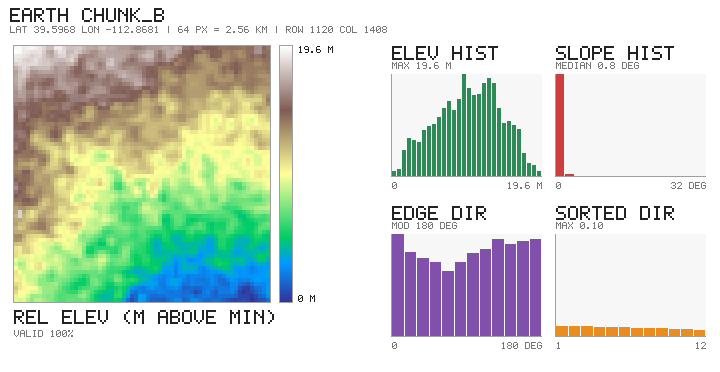 EARTH CHUNK_B
LAT 39.5968 LON -112.8681 | 64 PX = 2.56 KM | ROW 1120 COL 1408
19.6 M
0 M
REL ELEV (M ABOVE MIN)
VALID 100%
ELEV HIST
MAX 19.6 M
0 19.6 M
SLOPE HIST
MEDIAN 0.8 DEG
0 32 DEG
EDGE DIR
MOD 180 DEG
0 180 DEG
SORTED DIR
MAX 0.10
1 12